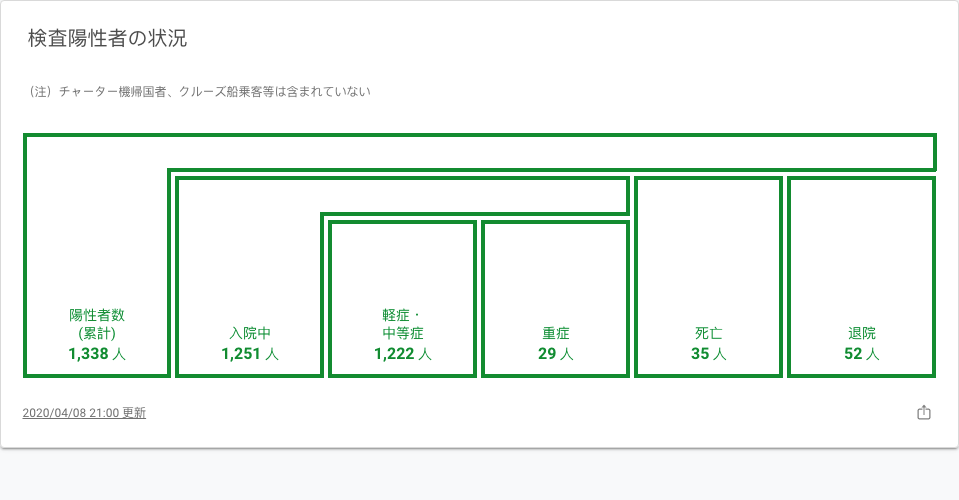 検査陽性者の状況
（注）チャーター機帰国者、クルーズ船乗客等は含まれていない
陽性者数
(累計)
1,338 人
入院中
1,251 人
軽症・
中等症
1,222 人
重症
29 人
死亡
35 人
退院
52 人
2020/04/08 21:00 更新